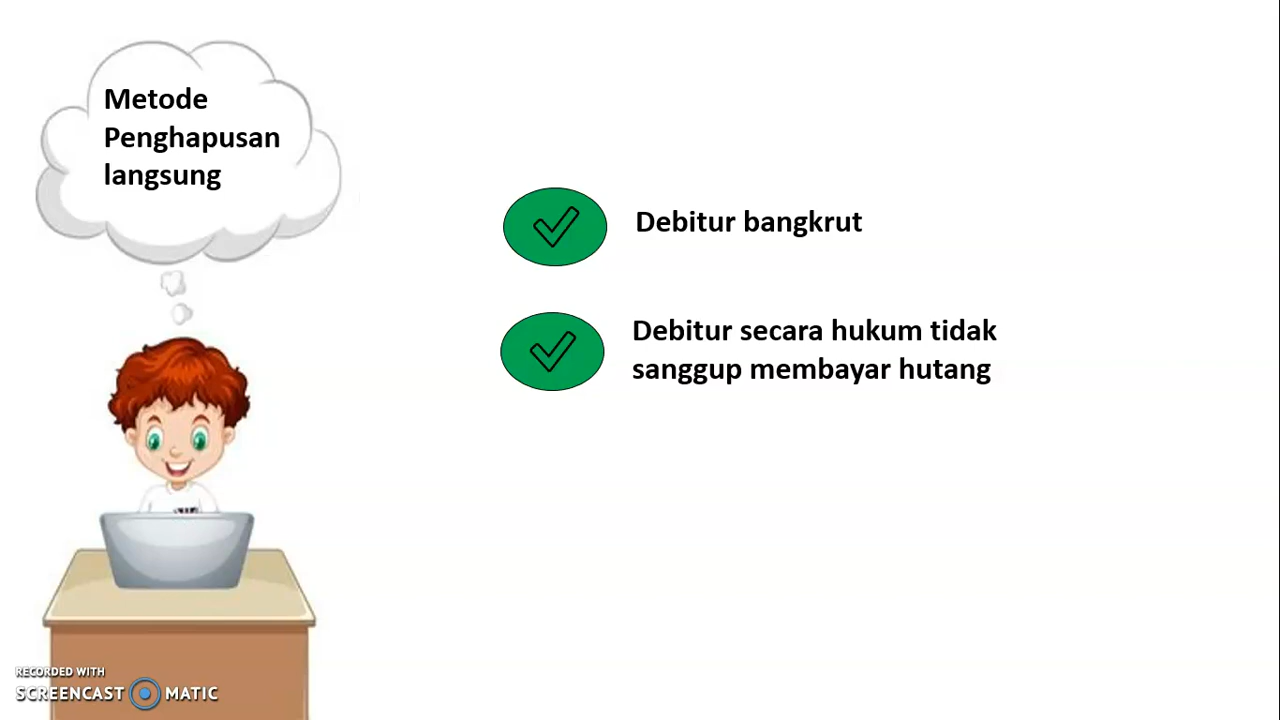 Metode
Penghapusan
langsung
Debitur bangkrut
Debitur secara hukum tidak
sanggup membayar hutang
RECORDED WITH
SCREENCAST MATIC